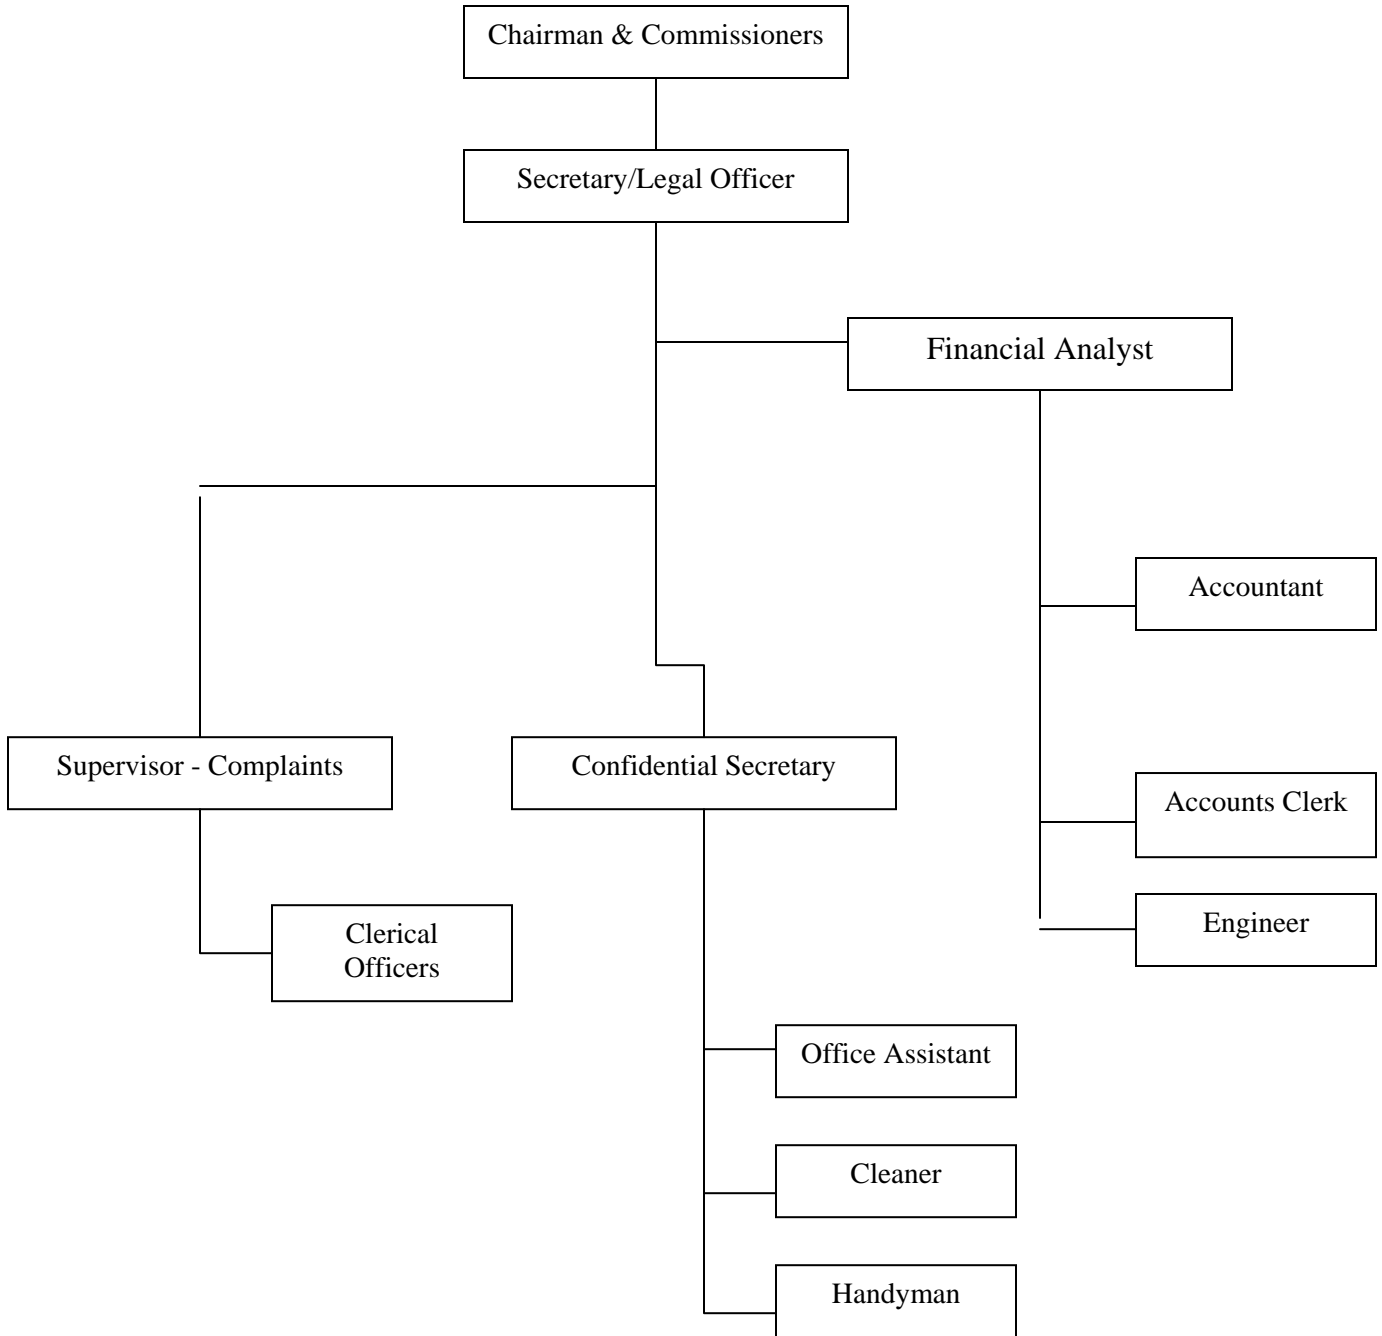 Chairman & Commissioners
Secretary/Legal Officer
Financial Analyst
Accountant
Supervisor - Complaints
Confidential Secretary
Accounts Clerk
Engineer
Clerical
Officers
Office Assistant
Cleaner
Handyman